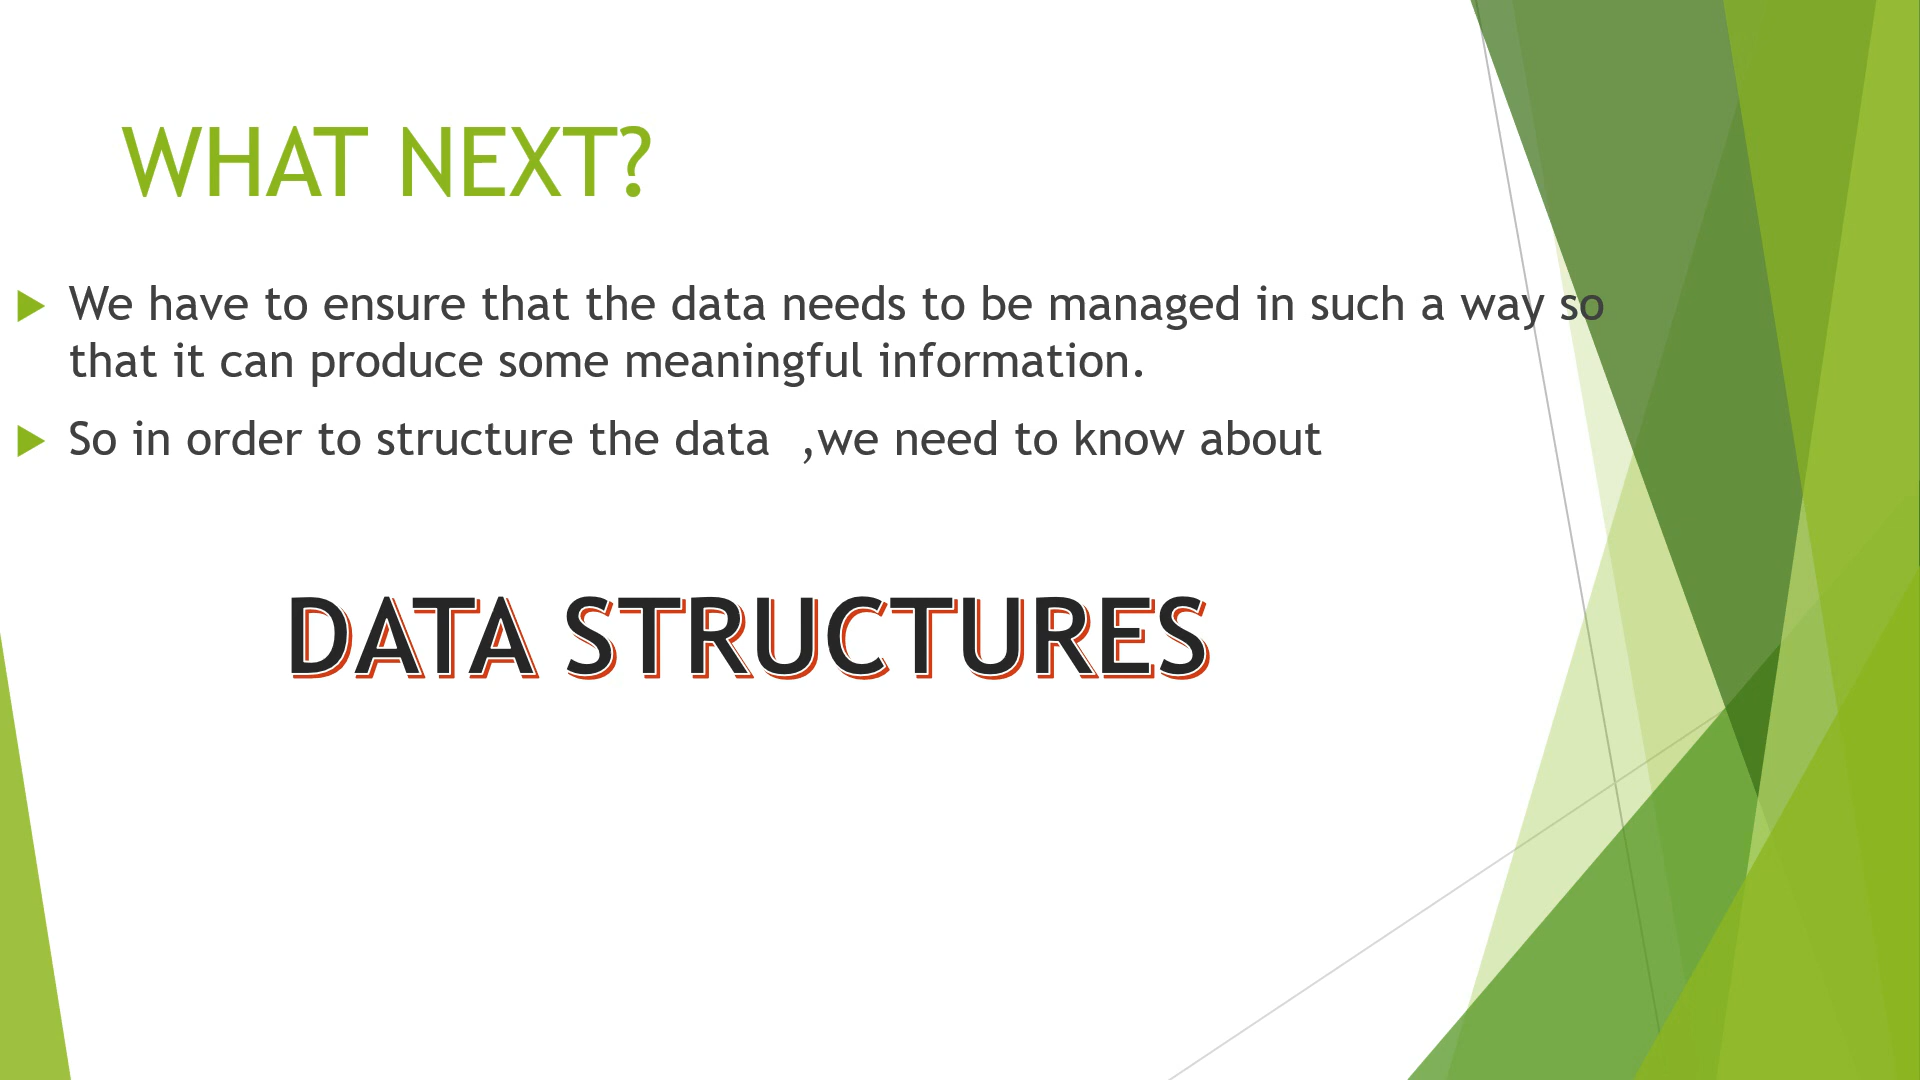 WHAT NEXT?
We have to ensure that the data needs to be managed in such a way so
that it can produce some meaningful information.
So in order to structure the data  ,we need to know about
DATA STRUCTURES